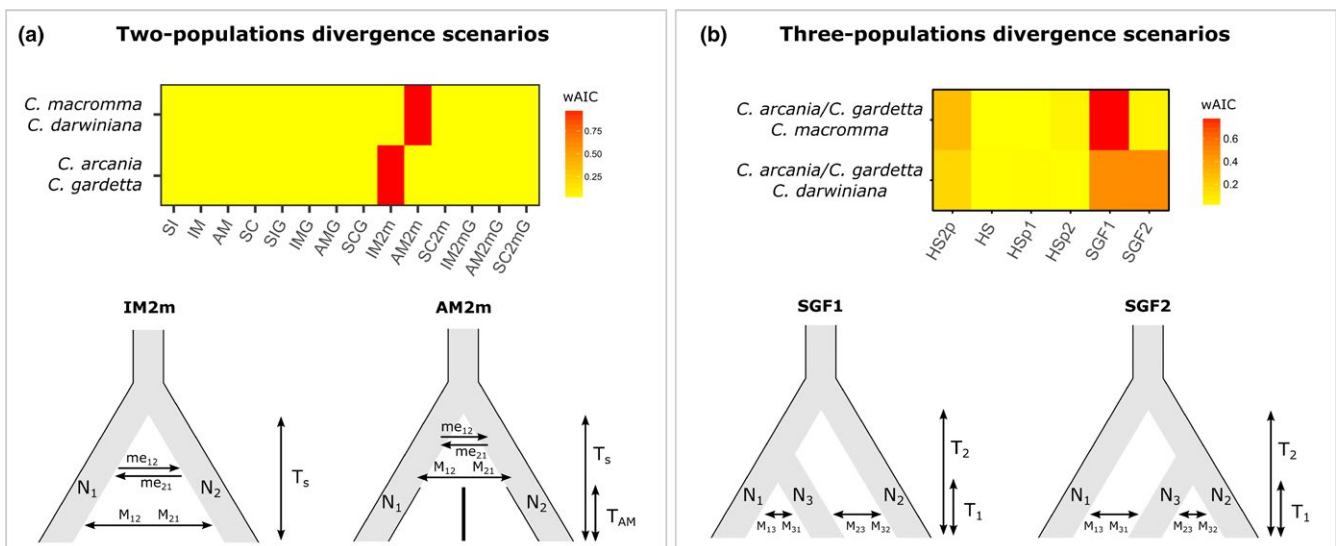 (a) Two-populations divergence scenarios
C. macromma
C. darwiniana
C. arcania
C. gardetta
wAIC
0.75
0.50
0.25
SI
IM
AM
SC
SIG
IMG
AMG
SCG
IM2m
AM2m
SC2m
IM2mG
AM2mG
SC2mG
IM2m
me12
me21
N1
N2
M12 M21
Ts
AM2m
me12
me21
M12 M21
N1
N2
Ts
TAM
(b) Three-populations divergence scenarios
C. arcania/C. gardetta
C. macromma
C. arcania/C. gardetta
C. darwiniana
wAIC
0.6
0.4
0.2
HS2p
HS
HSp1
HSp2
SGF1
SGF2
SGF1
N1 N3 N2
M13 M31 M23 M32
T2
T1
SGF2
N1 N3 N2
M13 M31 M23 M32
T2
T1